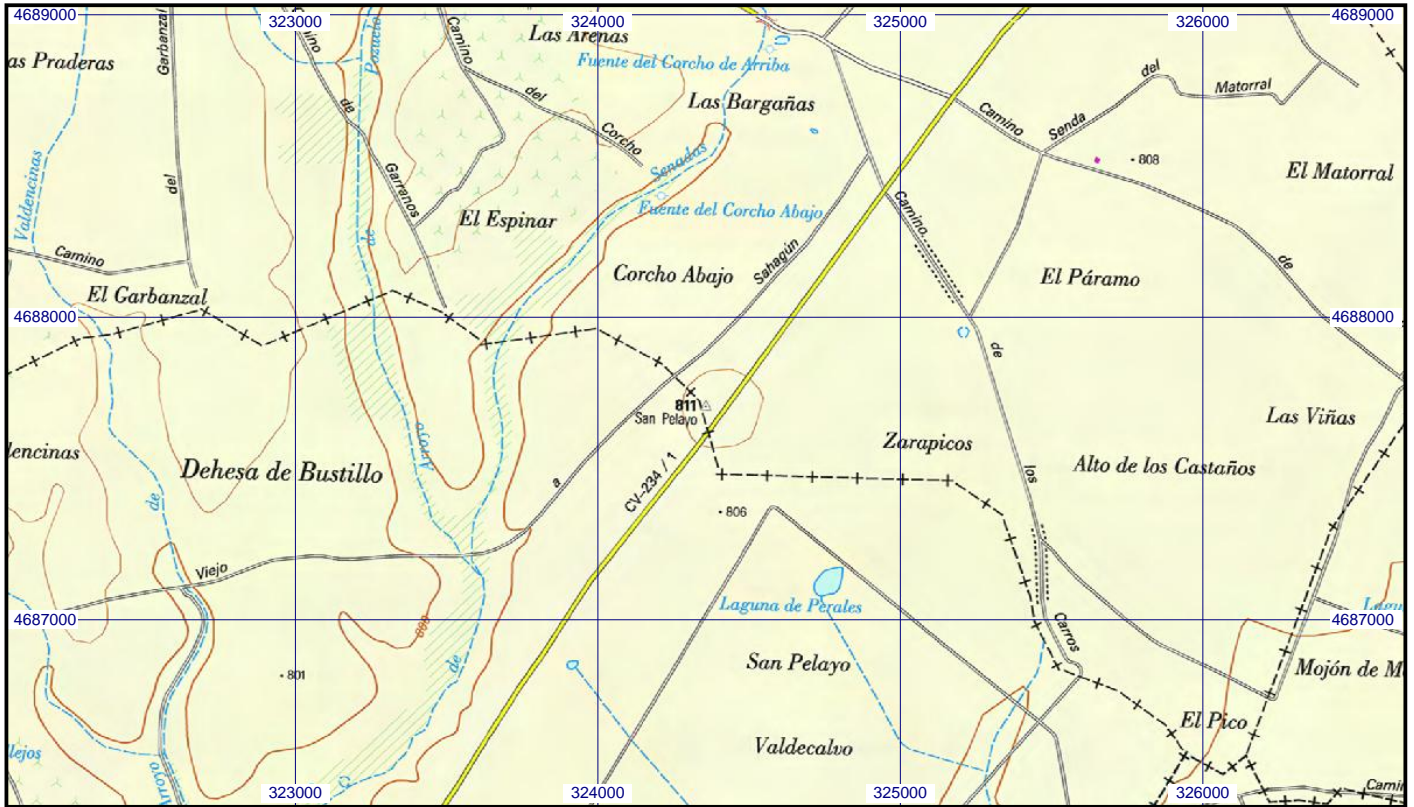 4689000
323000
324000
325000
326000
4689000
as Praderas
Garbanzal
del
Pozuelo
Camino
Las Arenas
Fuente del Corcho de Arriba
Las Bargañas
del
Corcho
de
Garranos
Senadas
Camino
Senda
del
Matorral
808
El Matorral
Valdencinas
de
El Espinar
Fuente del Corcho Abajo
Camino
Camino
El Garbanzal
Corcho Abajo
Sahagún
El Páramo
de
4688000
4688000
de
811
San Pelayo
Las Viñas
lencinas
Dehesa de Bustillo
Arroyo
a
CV-234 / 1
Zarapicos
los
Alto de los Castaños
de
806
Viejo
Laguna de Perales
Lagu
4687000
800
4687000
Carros
801
de
San Pelayo
Mojón de M
El Pico
Valdecalvo
llejos
Arroyo
Cami
323000
324000
325000
326000